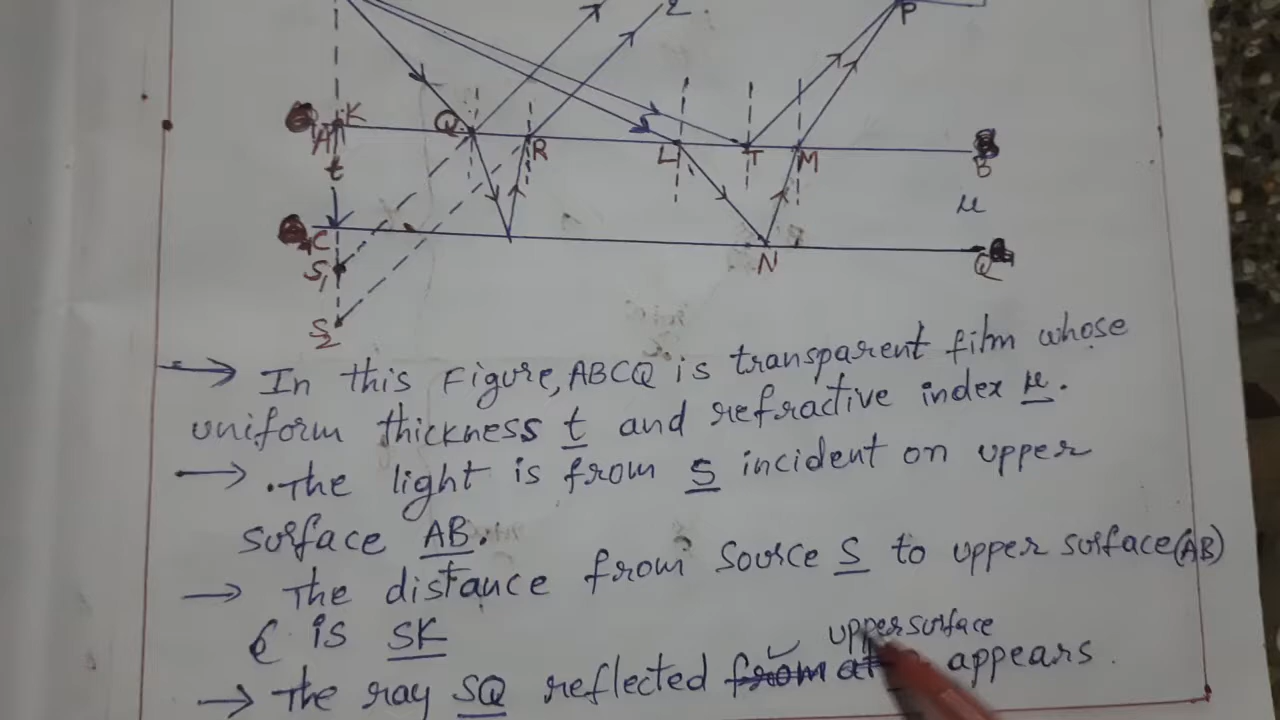 P
A K Q R L T M B
t
μ
C
S1 N Q
S2
→ In this Figure, ABCQ is transparent film whose
uniform thickness t and refractive index μ.
→ .The light is from S incident on upper
surface AB.
→ The distance from source S to upper surface(AB)
is SK
upper surface
→ The ray SQ reflected appears.